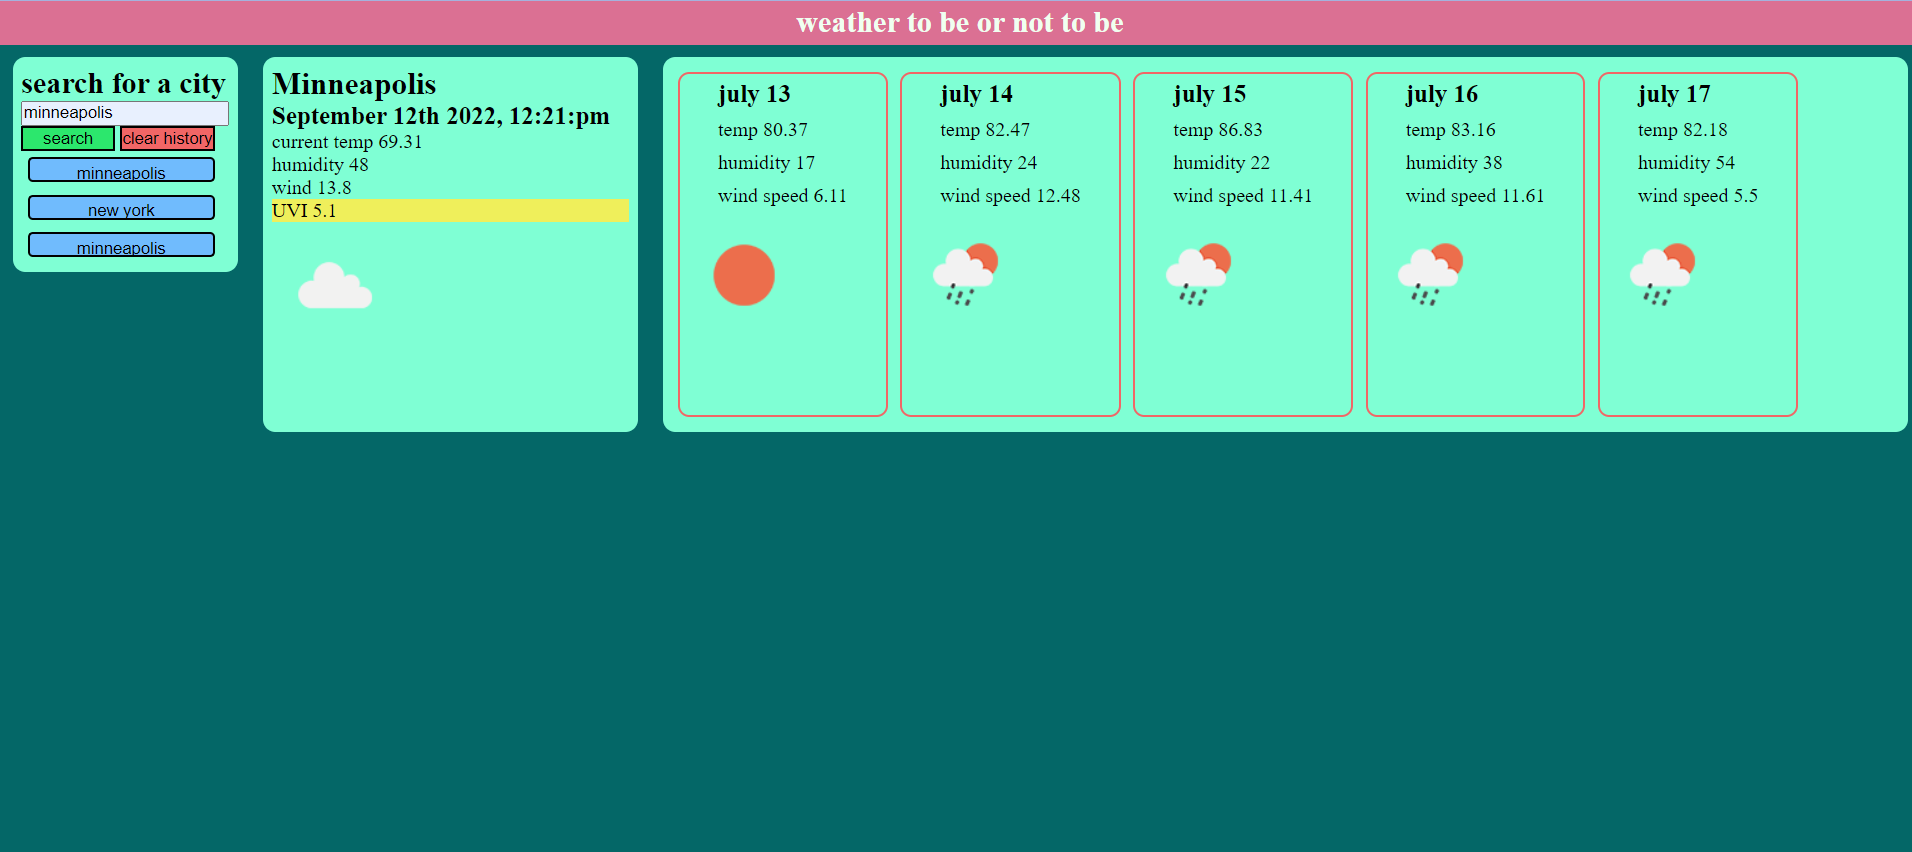 weather to be or not to be
search for a city
minneapolis
search
clear history
minneapolis
new york
minneapolis
Minneapolis
September 12th 2022, 12:21:pm
current temp 69.31
humidity 48
wind 13.8
UVI 5.1
july 13
temp 80.37
humidity 17
wind speed 6.11
july 14
temp 82.47
humidity 24
wind speed 12.48
july 15
temp 86.83
humidity 22
wind speed 11.41
july 16
temp 83.16
humidity 38
wind speed 11.61
july 17
temp 82.18
humidity 54
wind speed 5.5